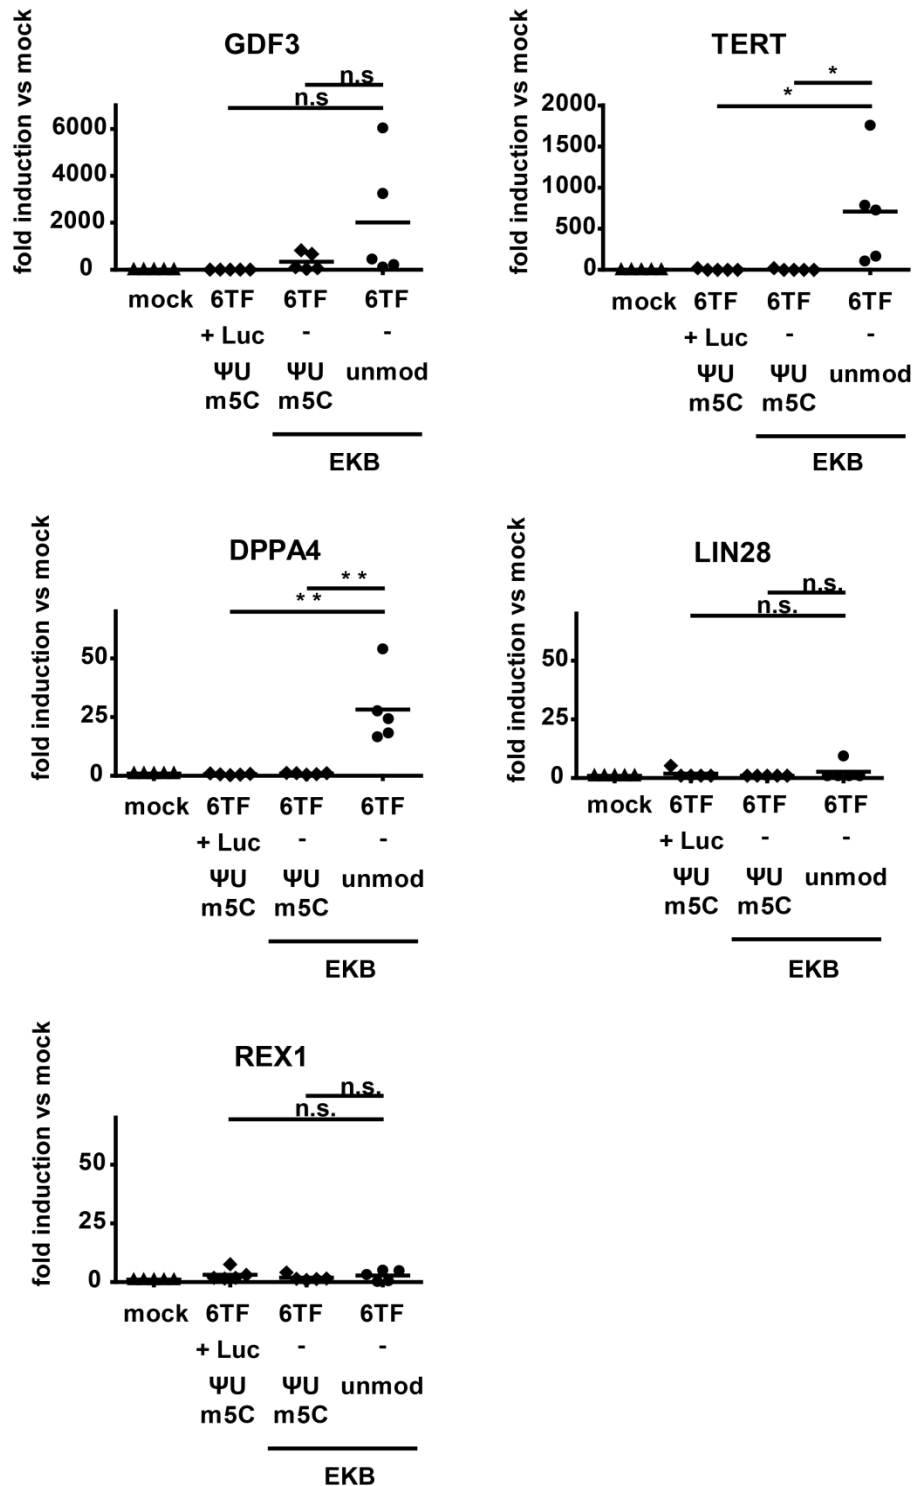 GDF3
fold induction vs mock
n.s
n.s
6000
4000
2000
0
mock 6TF 6TF 6TF
+ Luc - -
ΨU ΨU unmod
m5C m5C
EKB
TERT
fold induction vs mock
*
*
2000
1500
1000
500
0
mock 6TF 6TF 6TF
+ Luc - -
ΨU ΨU unmod
m5C m5C
EKB
DPPA4
fold induction vs mock
* *
* *
50
25
0
mock 6TF 6TF 6TF
+ Luc - -
ΨU ΨU unmod
m5C m5C
EKB
LIN28
fold induction vs mock
n.s.
n.s.
50
25
0
mock 6TF 6TF 6TF
+ Luc - -
ΨU ΨU unmod
m5C m5C
EKB
REX1
fold induction vs mock
n.s.
n.s.
50
25
0
mock 6TF 6TF 6TF
+ Luc - -
ΨU ΨU unmod
m5C m5C
EKB